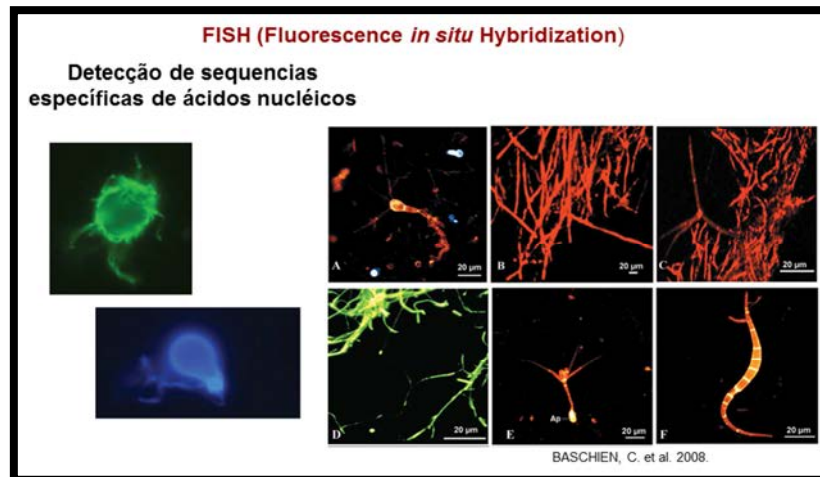 FISH (Fluorescence in situ Hybridization)
Detecção de sequencias
específicas de ácidos nucléicos
A
20 µm
B
20 µm
C
20 µm
D
20 µm
Ap
E
20 µm
F
20 µm
BASCHIEN, C. et al. 2008.